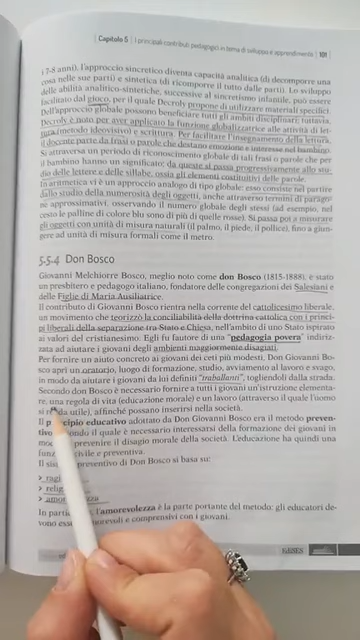 Capitolo 5 | I principali contributi pedagogici in tema di sviluppo e apprendimento | 101
(7-8 anni), l'approccio sincretico diventa capacità analitica (di decomporre una
cosa nelle sue parti) e sintetica (di ricomporre il tutto dalle parti). Lo sviluppo
delle abilità analitico-sintetiche, successive al sincretismo infantile, può essere
facilitato dal gioco, per il quale Decroly propone di utilizzare materiali specifici.
Dell'approccio globale possono beneficiare tutti gli ambiti disciplinari; tuttavia,
Decroly è noto per aver applicato la funzione globalizzatrice alle attività di let-
tura (metodo ideovisivo) e scrittura. Per facilitare l'insegnamento della lettura,
il docente parte da frasi o parole che destano emozione e interesse nel bambino.
Si attraversa un periodo di riconoscimento globale di tali frasi o parole che per
il bambino hanno un significato; da queste si passa progressivamente allo stu-
dio delle lettere e delle sillabe, ossia gli elementi costitutivi delle parole.
In aritmetica vi è un approccio analogo di tipo globale: esso consiste nel partire
dallo studio della numerosità degli oggetti, anche attraverso termini di parago-
ne approssimativi, osservando il numero globale degli stessi (ad esempio, nel
cesto le palline di colore blu sono di più di quelle rosse). Si passa poi a misurare
gli oggetti con unità di misura naturali (il palmo, il piede, il pollice), fino a giun-
gere ad unità di misura formali come il metro.
5.5.4 Don Bosco
Giovanni Melchiorre Bosco, meglio noto come don Bosco (1815-1888), è stato
un presbitero e pedagogo italiano, fondatore delle congregazioni dei Salesiani e
delle Figlie di Maria Ausiliatrice.
Il contributo di Giovanni Bosco rientra nella corrente del cattolicesimo liberale,
un movimento che teorizzò la conciliabilità della dottrina cattolica con i princi-
pi liberali della separazione tra Stato e Chiesa, nell'ambito di uno Stato ispirato
ai valori del cristianesimo. Egli fu fautore di una "pedagogia povera" indiriz-
zata ad aiutare i giovani degli ambienti maggiormente disagiati.
Per fornire un aiuto concreto ai giovani dei ceti più modesti, Don Giovanni Bo-
sco aprì un oratorio, luogo di formazione, studio, avviamento al lavoro e svago,
in modo da aiutare i giovani da lui definiti "traballanti", togliendoli dalla strada.
Secondo don Bosco è necessario fornire a tutti i giovani un'istruzione elementa-
re, una regola di vita (educazione morale) e un lavoro (attraverso il quale l'uomo
si renda utile), affinché possano inserirsi nella società.
Il principio educativo adottato da Don Giovanni Bosco era il metodo preven-
tivo, secondo il quale è necessario interessarsi della formazione dei giovani in
modo prevenire il disagio morale della società. L'educazione ha quindi una
funz civile e preventiva.
Il sis preventivo di Don Bosco si basa su:
> ragi
> relig
> amor
In partic l'amorevolezza è la parte portante del metodo: gli educatori de-
vono ess revoli e comprensivi con i giovani.
EdiSES